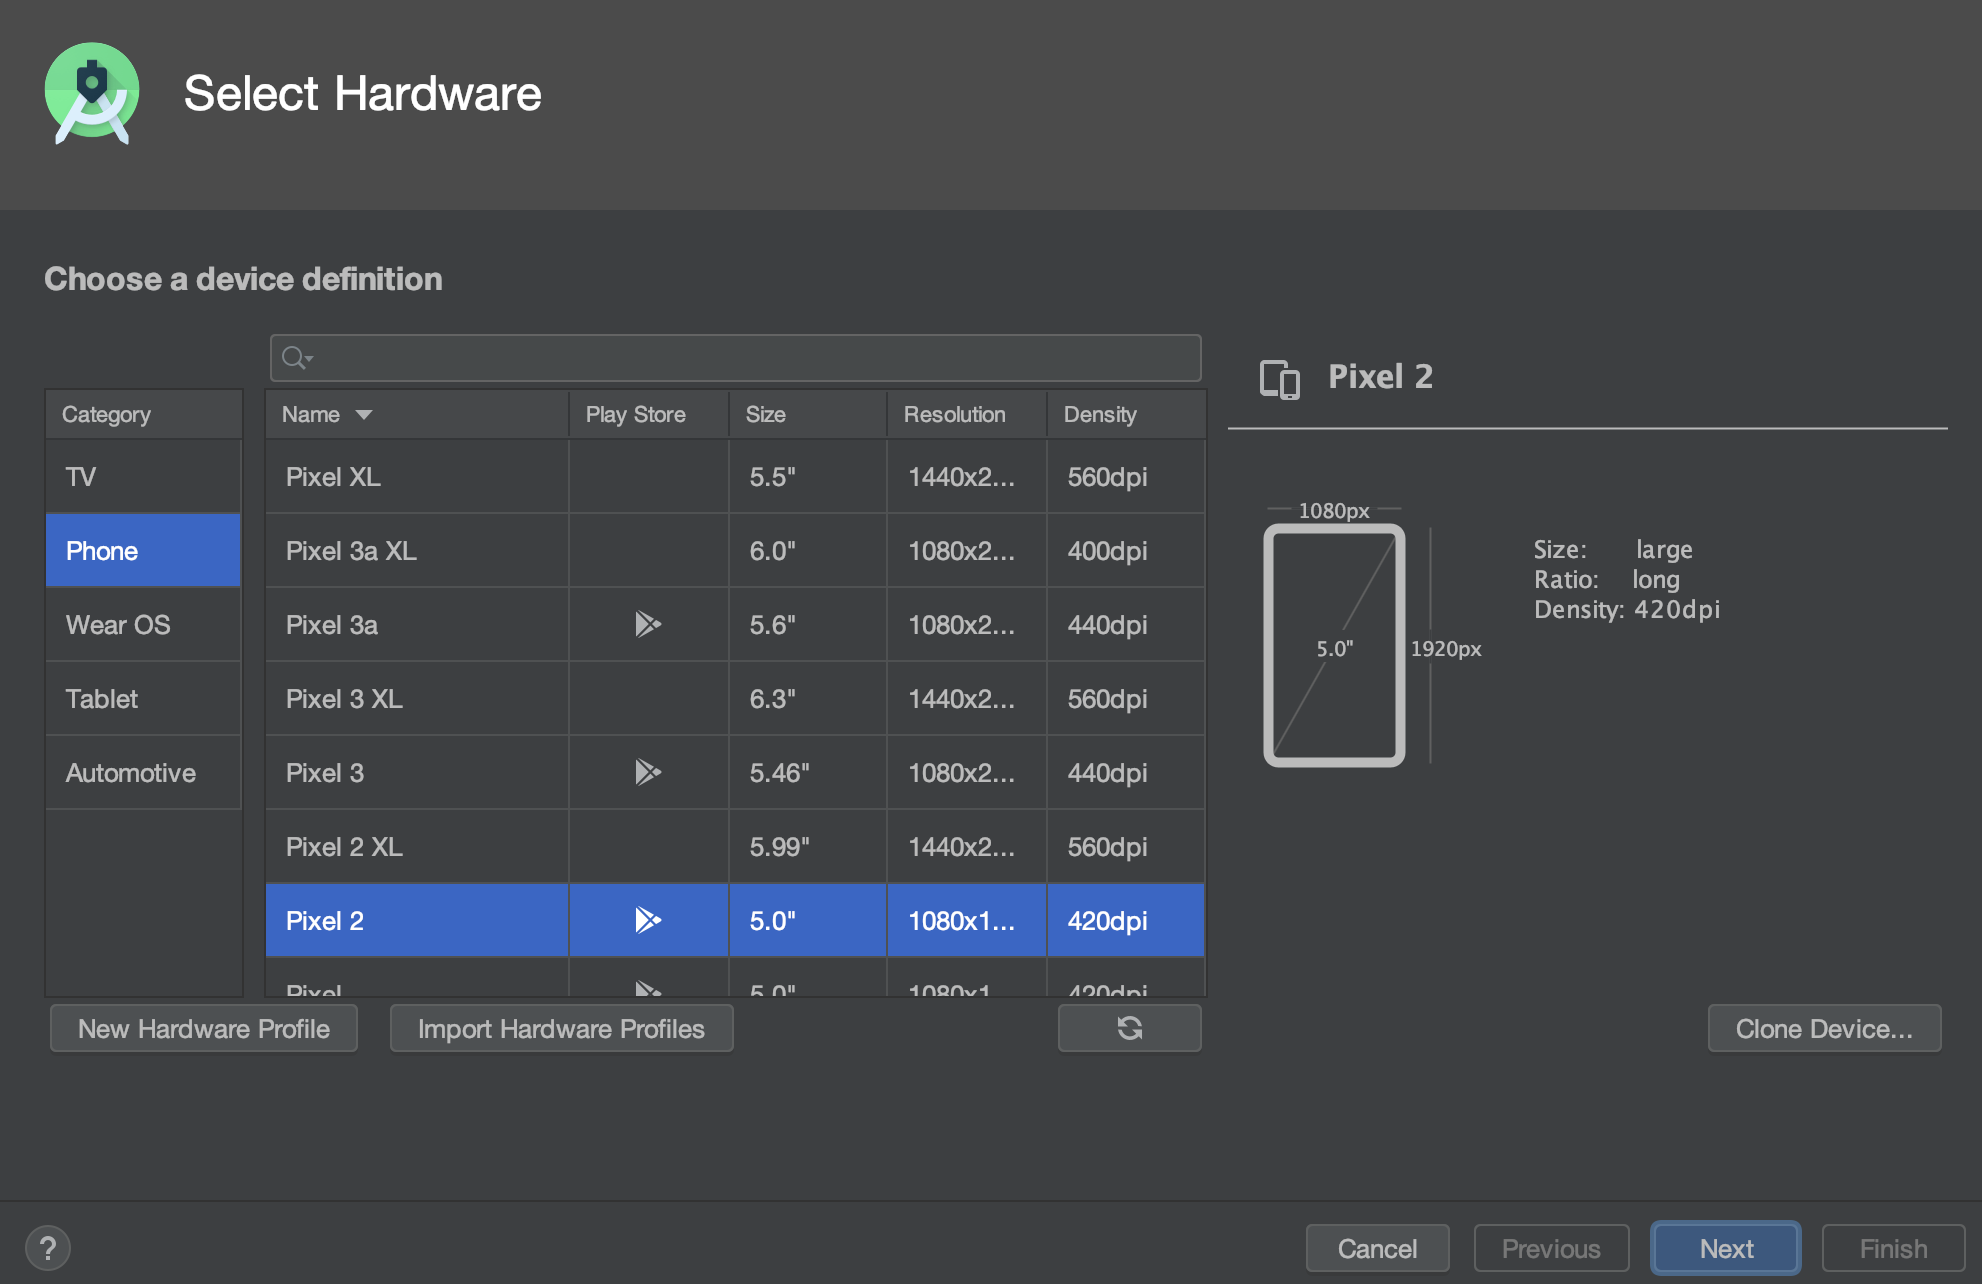 Select Hardware
Choose a device definition
Category
TV
Phone
Wear OS
Tablet
Automotive
Name Play Store Size Resolution Density
Pixel XL 5.5" 1440x2... 560dpi
Pixel 3a XL 6.0" 1080x2... 400dpi
Pixel 3a 5.6" 1080x2... 440dpi
Pixel 3 XL 6.3" 1440x2... 560dpi
Pixel 3 5.46" 1080x2... 440dpi
Pixel 2 XL 5.99" 1440x2... 560dpi
Pixel 2 5.0" 1080x1... 420dpi
Pixel 5.0" 1080x1 420dpi
Pixel 2
1080px
5.0"
1920px
Size: large
Ratio: long
Density: 420dpi
New Hardware Profile Import Hardware Profiles Clone Device...
? Cancel Previous Next Finish